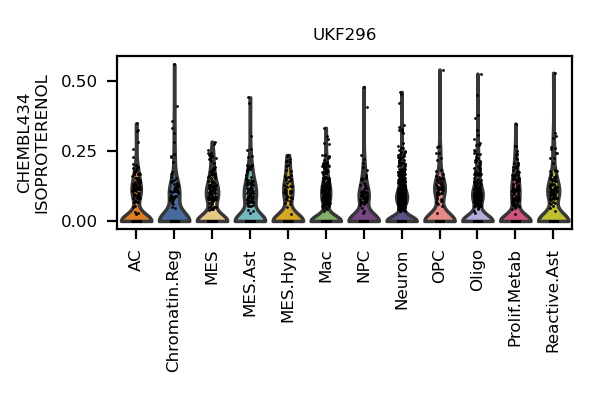 UKF296
CHEMBL434
ISOPROTERENOL
0.50
0.25
0.00
AC
Chromatin.Reg
MES
MES.Ast
MES.Hyp
Mac
NPC
Neuron
OPC
Oligo
Prolif.Metab
Reactive.Ast